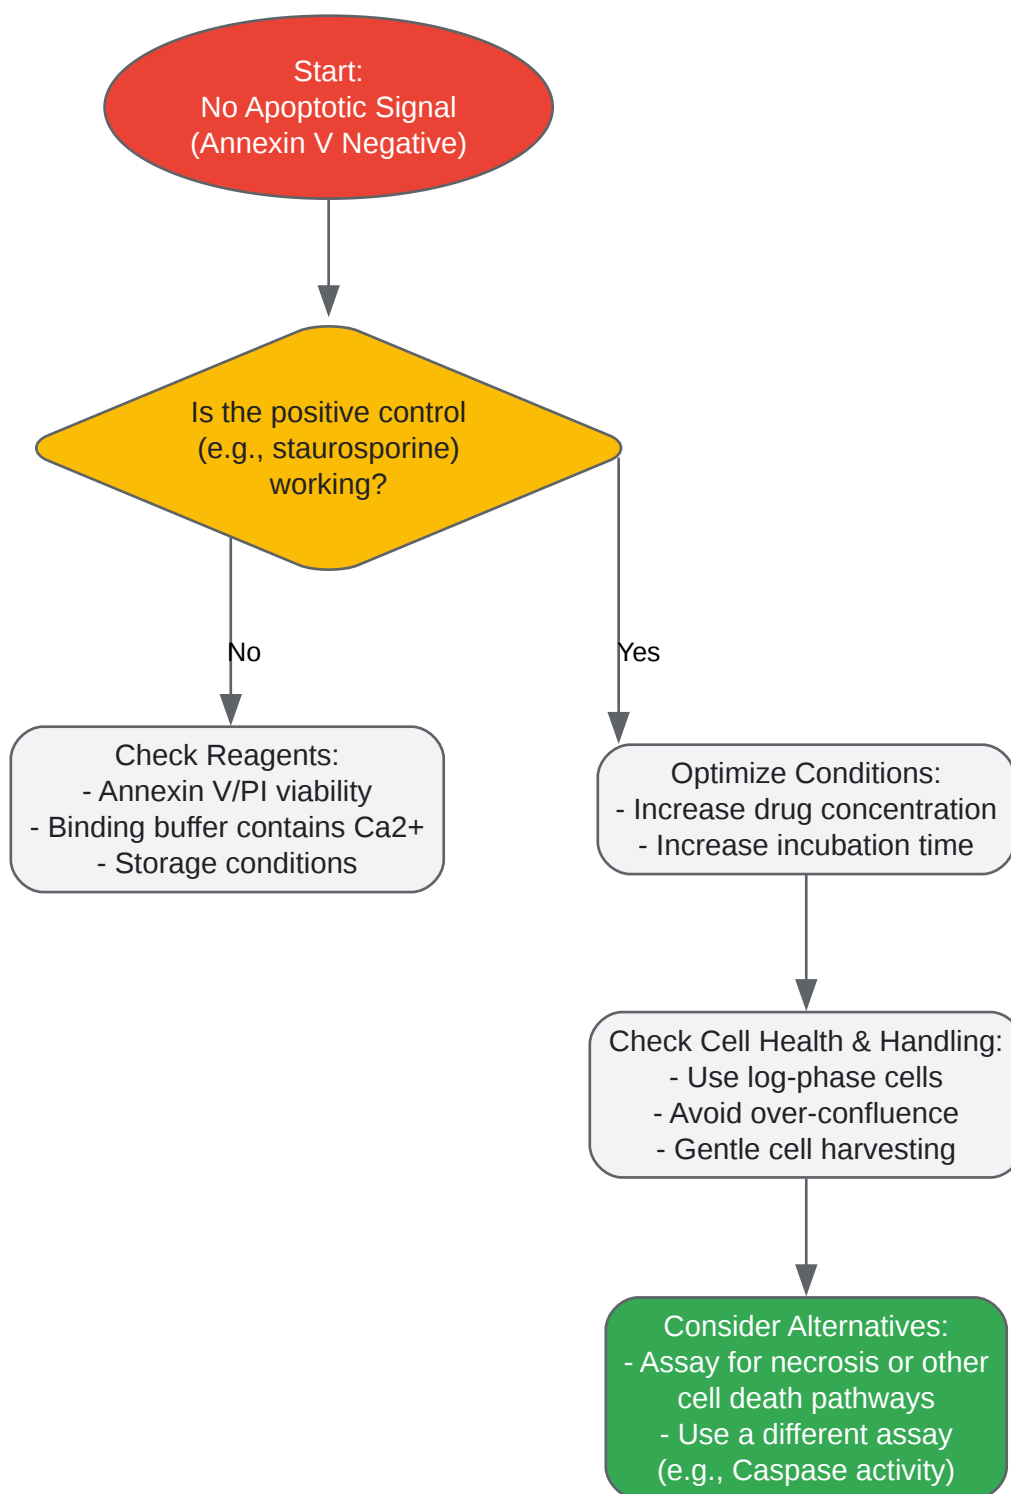 Start:
No Apoptotic Signal
(Annexin V Negative)
Is the positive control
(e.g., staurosporine)
working?
No
Yes
Check Reagents:
- Annexin V/PI viability
- Binding buffer contains Ca2+
- Storage conditions
Optimize Conditions:
- Increase drug concentration
- Increase incubation time
Check Cell Health & Handling:
- Use log-phase cells
- Avoid over-confluence
- Gentle cell harvesting
Consider Alternatives:
- Assay for necrosis or other
cell death pathways
- Use a different assay
(e.g., Caspase activity)